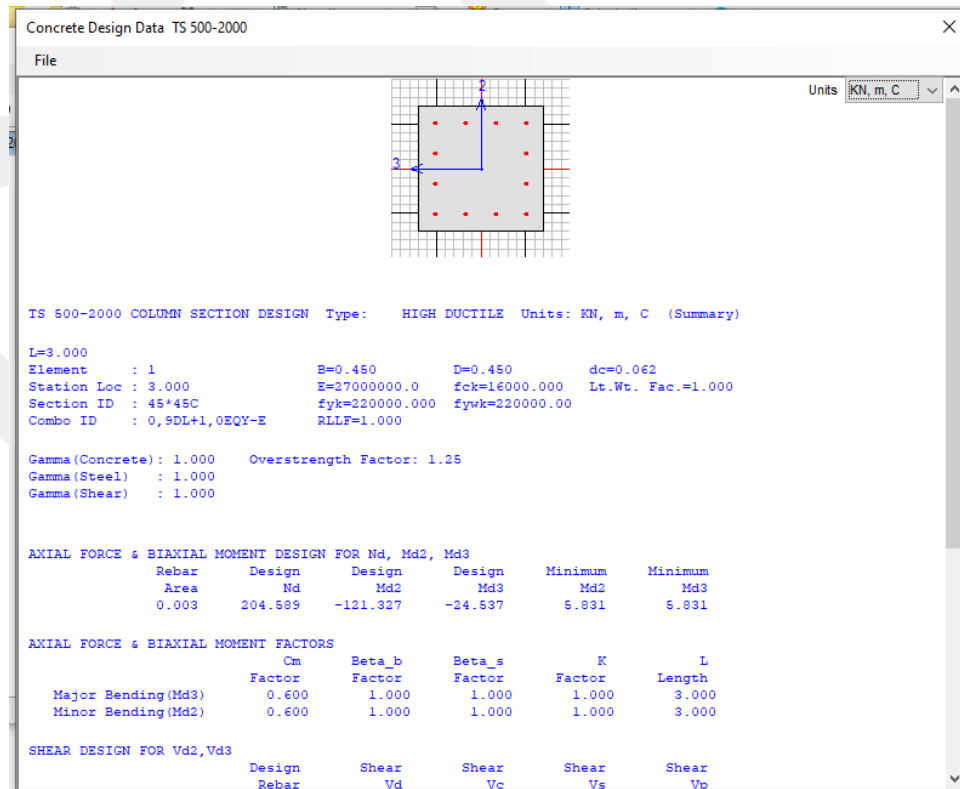 Concrete Design Data TS 500-2000
File
Units KN, m, C
2
3
TS 500-2000 COLUMN SECTION DESIGN Type: HIGH DUCTILE Units: KN, m, C (Summary)
L=3.000
Element : 1 B=0.450 D=0.450 dc=0.062
Station Loc : 3.000 E=27000000.0 fck=16000.000 Lt.Wt. Fac.=1.000
Section ID : 45*45C fyk=220000.000 fywk=220000.00
Combo ID : 0,9DL+1,0EQY-E RLLF=1.000
Gamma(Concrete): 1.000 Overstrength Factor: 1.25
Gamma(Steel) : 1.000
Gamma(Shear) : 1.000
AXIAL FORCE & BIAXIAL MOMENT DESIGN FOR Nd, Md2, Md3
Rebar Design Design Design Minimum Minimum
Area Nd Md2 Md3 Md2 Md3
0.003 204.589 -121.327 -24.537 5.831 5.831
AXIAL FORCE & BIAXIAL MOMENT FACTORS
Cm Beta_b Beta_s K L
Factor Factor Factor Factor Length
Major Bending(Md3) 0.600 1.000 1.000 1.000 3.000
Minor Bending(Md2) 0.600 1.000 1.000 1.000 3.000
SHEAR DESIGN FOR Vd2,Vd3
Design Shear Shear Shear Shear
Rebar Vd Vc Vs Vp